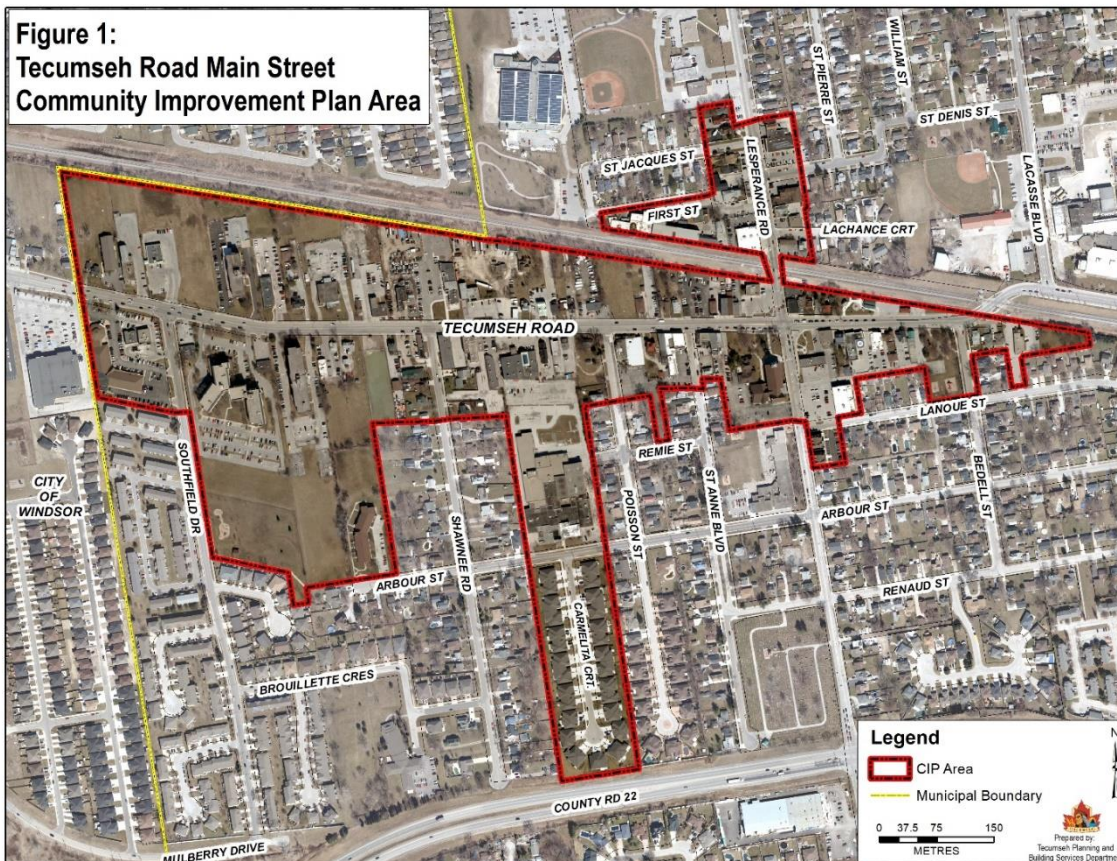 Figure 1:
Tecumseh Road Main Street
Community Improvement Plan Area
WILLIAM ST
ST PIERRE ST
ST DENIS ST
LACASSE BLVD
ST JACQUES ST
LESPERANCE RD
FIRST ST
LACHANCE CRT
TECUMSEH ROAD
LANOUE ST
REMIE ST
BEDELL ST
CITY
OF
WINDSOR
SOUTHFIELD DR
SHAWNEE RD
POISSON ST
ST ANNE BLVD
ARBOUR ST
ARBOUR ST
RENAUD ST
CARMELITA CRT.
BROUILLETTE CRES
COUNTY RD 22
MULBERRY DRIVE
Legend
N
CIP Area
Municipal Boundary
0 37.5 75 150
METRES
Prepared by:
Tecumseh Planning and
Building Services